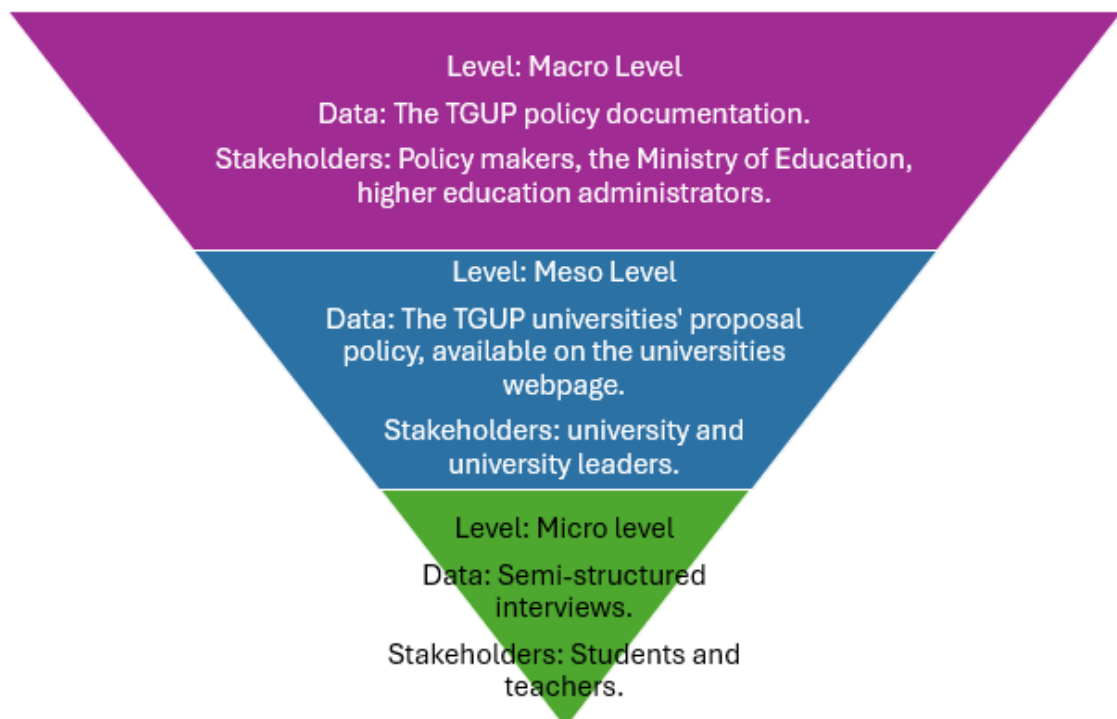 Level: Macro Level
Data: The TGUP policy documentation.
Stakeholders: Policy makers, the Ministry of Education,
higher education administrators.
Level: Meso Level
Data: The TGUP universities' proposal
policy, available on the universities
webpage.
Stakeholders: university and
university leaders.
Level: Micro level
Data: Semi-structured
interviews.
Stakeholders: Students and
teachers.